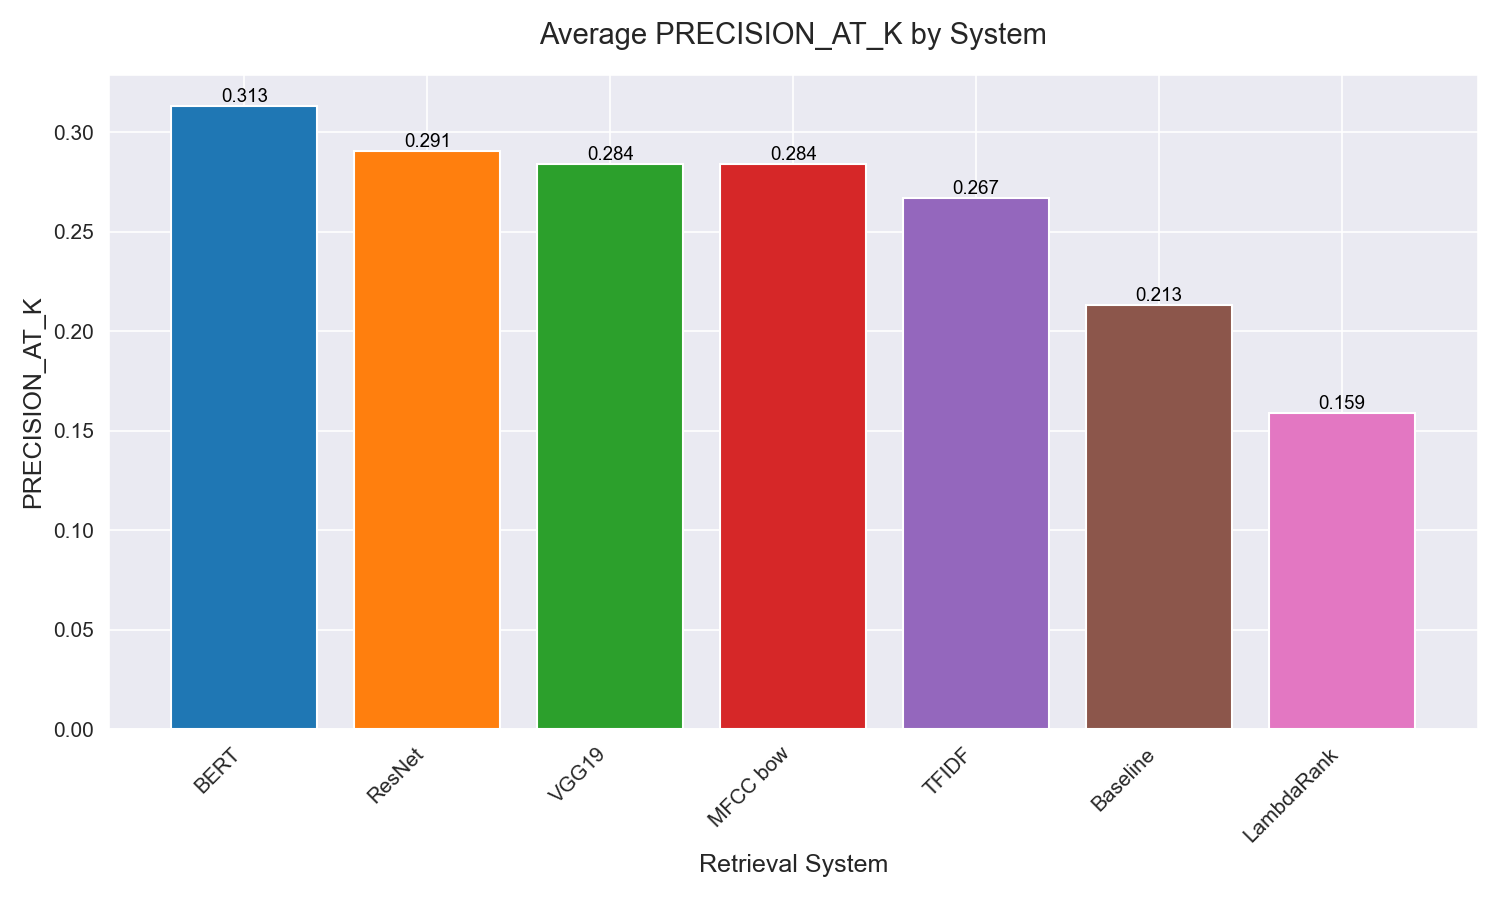 Average PRECISION_AT_K by System
PRECISION_AT_K
0.30
0.25
0.20
0.15
0.10
0.05
0.00
0.313
0.291
0.284
0.284
0.267
0.213
0.159
BERT
ResNet
VGG19
MFCC bow
TFIDF
Baseline
LambdaRank
Retrieval System